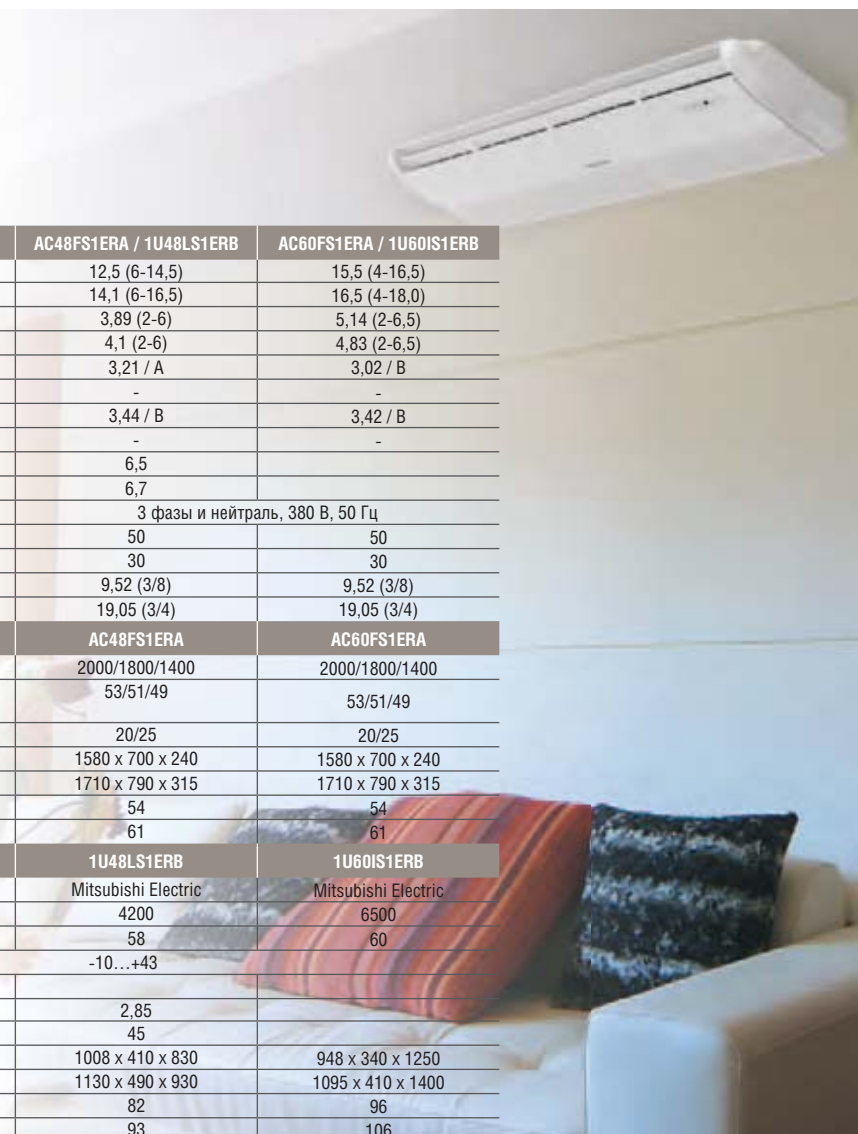 AC48FS1ERA / 1U48LS1ERB AC60FS1ERA / 1U60IS1ERB
12,5 (6-14,5) 15,5 (4-16,5)
14,1 (6-16,5) 16,5 (4-18,0)
3,89 (2-6) 5,14 (2-6,5)
4,1 (2-6) 4,83 (2-6,5)
3,21 / A 3,02 / B
- -
3,44 / B 3,42 / B
- -
6,5
6,7
3 фазы и нейтраль, 380 В, 50 Гц
50 50
30 30
9,52 (3/8) 9,52 (3/8)
19,05 (3/4) 19,05 (3/4)
AC48FS1ERA AC60FS1ERA
2000/1800/1400 2000/1800/1400
53/51/49 53/51/49
20/25 20/25
1580 x 700 x 240 1580 x 700 x 240
1710 x 790 x 315 1710 x 790 x 315
54 54
61 61
1U48LS1ERB 1U60IS1ERB
Mitsubishi Electric Mitsubishi Electric
4200 6500
58 60
-10…+43
2,85
45
1008 x 410 x 830 948 x 340 x 1250
1130 x 490 x 930 1095 x 410 x 1400
82 96
93 106